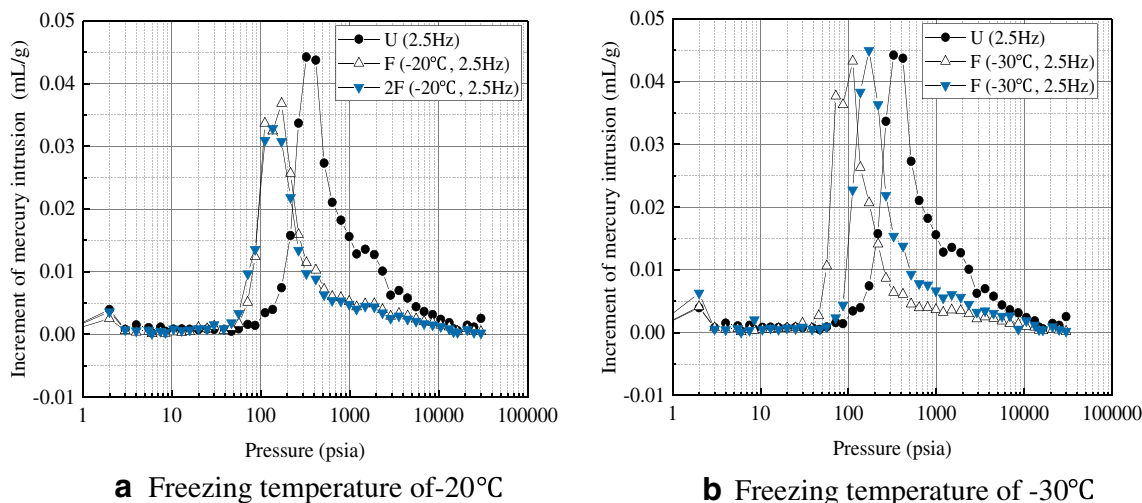 Increment of mercury intrusion (mL/g)
0.05
0.04
0.03
0.02
0.01
0.00
-0.01
U (2.5Hz)
F (-20℃, 2.5Hz)
2F (-20℃, 2.5Hz)
1 10 100 1000 10000 100000
Pressure (psia)
a Freezing temperature of-20℃
Increment of mercury intrusion (mL/g)
0.05
0.04
0.03
0.02
0.01
0.00
-0.01
U (2.5Hz)
F (-30℃, 2.5Hz)
F (-30℃, 2.5Hz)
1 10 100 1000 10000 100000
Pressure (psia)
b Freezing temperature of -30℃